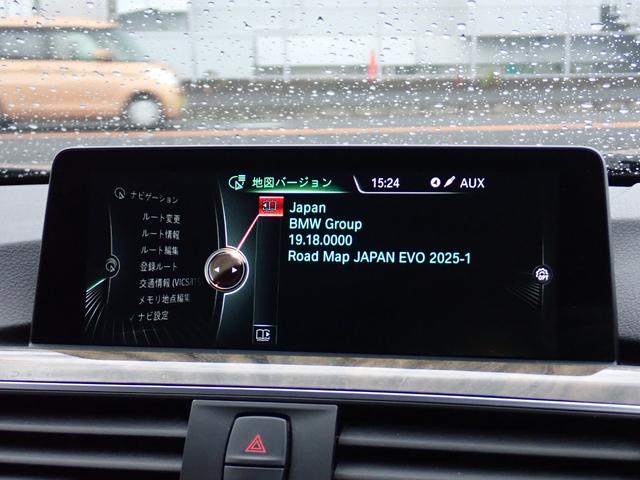 地図バージョン
15:24
AUX
ナビゲーション
ルート変更
ルート情報
ルート編集
登録ルート
交通情報 (VICS/ITS
メモリ地点編集
✓ナビ設定
Japan
BMW Group
19.18.0000
Road Map JAPAN EVO 2025-1
OFF